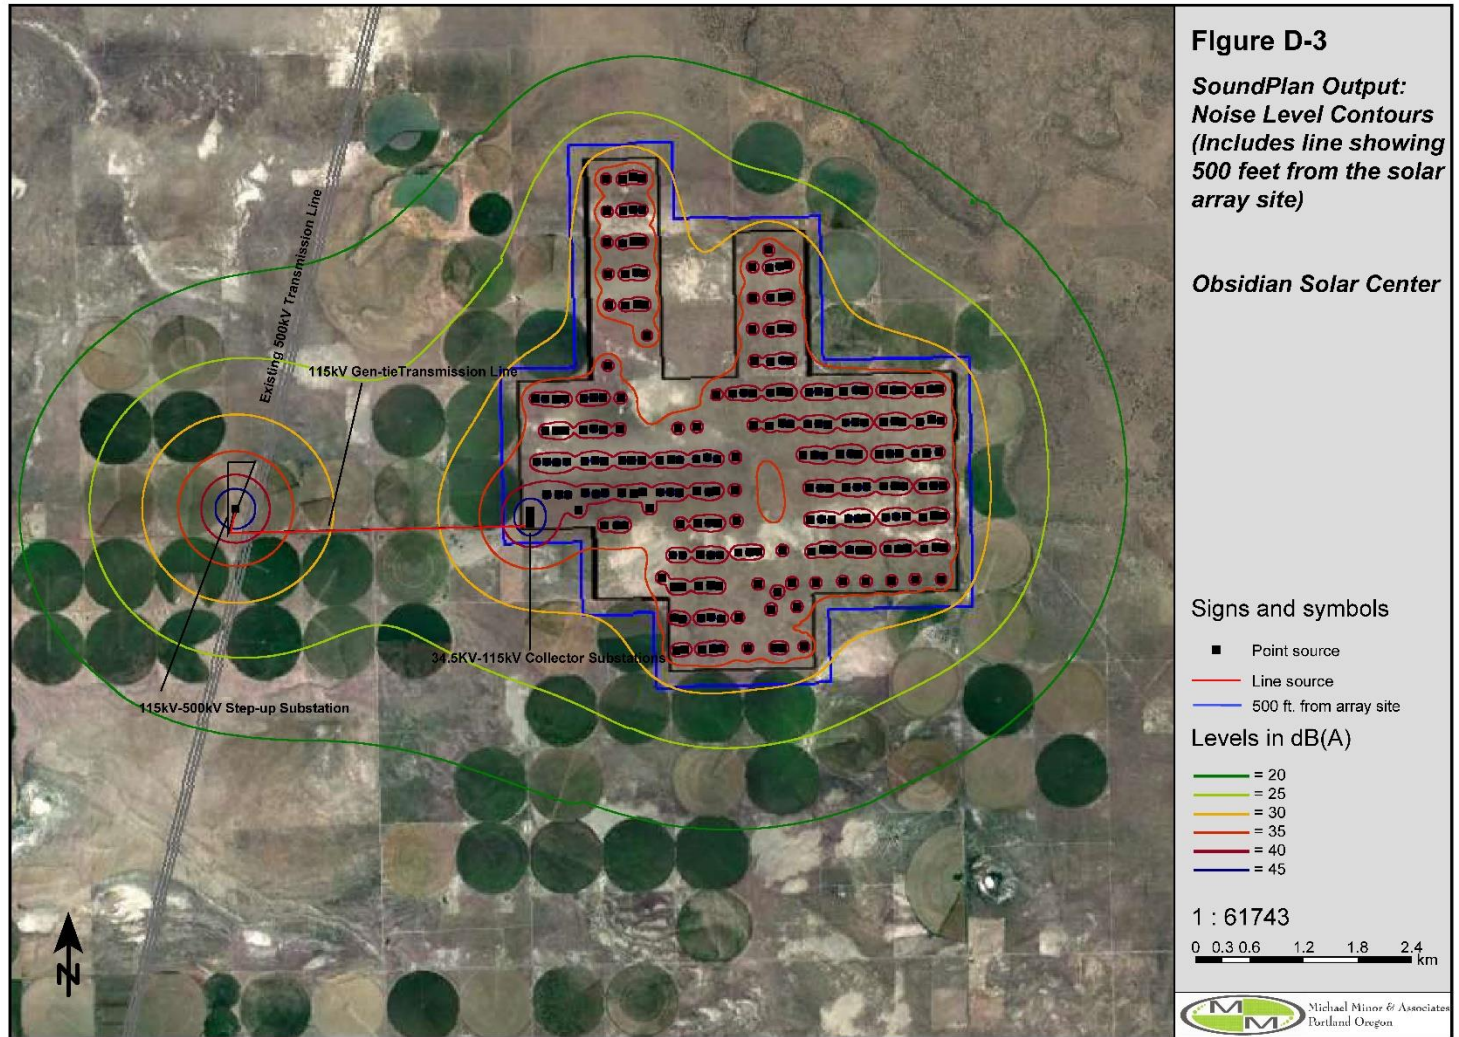 FIgure D-3
SoundPlan Output:
Noise Level Contours
(Includes line showing
500 feet from the solar
array site)
Obsidian Solar Center
Existing 500kV Transmission Line
115kV Gen-tieTransmission Line
34.5KV-115kV Collector Substations
115kV-500kV Step-up Substation
N
Signs and symbols
Point source
Line source
500 ft. from array site
Levels in dB(A)
= 20
= 25
= 30
= 35
= 40
= 45
1 : 61743
0 0.3 0.6 1.2 1.8 2.4
km
M M
Michael Minor & Associates
Portland Oregon